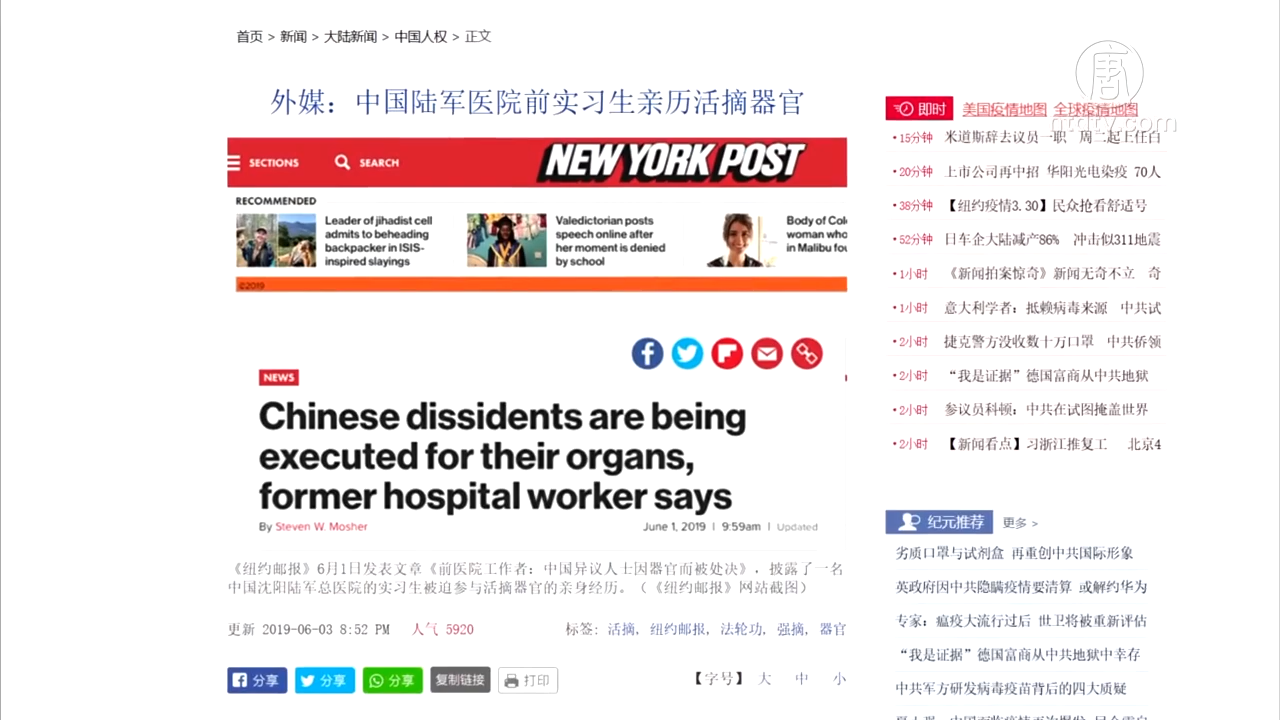 首页 > 新闻 > 大陆新闻 > 中国人权 > 正文
外媒：中国陆军医院前实习生亲历活摘器官
SECTIONS
SEARCH
NEW YORK POST
RECOMMENDED
Leader of jihadist cell
admits to beheading
backpacker in ISIS-
inspired slayings
Valedictorian posts
speech online after
her moment is denied
by school
Body of Col
woman who
in Malibu fou
©2019
NEWS
Chinese dissidents are being
executed for their organs,
former hospital worker says
By Steven W. Mosher
June 1, 2019 | 9:59am | Updated
《纽约邮报》6月1日发表文章《前医院工作者：中国异议人士因器官而被处决》，披露了一名
中国沈阳陆军总医院的实习生被迫参与活摘器官的亲身经历。（《纽约邮报》网站截图）
更新 2019-06-03 8:52 PM 人气 5920
标签: 活摘, 纽约邮报, 法轮功, 强摘, 器官
分享 分享 分享 复制链接 打印
【字号】 大 中 小
唐
ntdtv.com
即时 美国疫情地图 全球疫情地图
•15分钟 米道斯辞去议员一职 周二起上任白
•20分钟 上市公司再中招 华阳光电染疫 70人
•38分钟 【纽约疫情3.30】民众抢看舒适号
•52分钟 日车企大陆减产86% 冲击似311地震
•1小时 《新闻拍案惊奇》新闻无奇不立 奇
•1小时 意大利学者：抵赖病毒来源 中共试
•2小时 捷克警方没收数十万口罩 中共侨领
•2小时 “我是证据”德国富商从中共地狱
•2小时 参议员科顿：中共在试图掩盖世界
•2小时 【新闻看点】习浙江推复工 北京4
纪元推荐 更多 >
劣质口罩与试剂盒 再重创中共国际形象
英政府因中共隐瞒疫情要清算 或解约华为
专家：瘟疫大流行过后 世卫将被重新评估
“我是证据”德国富商从中共地狱中幸存
中共军方研发病毒疫苗背后的四大质疑